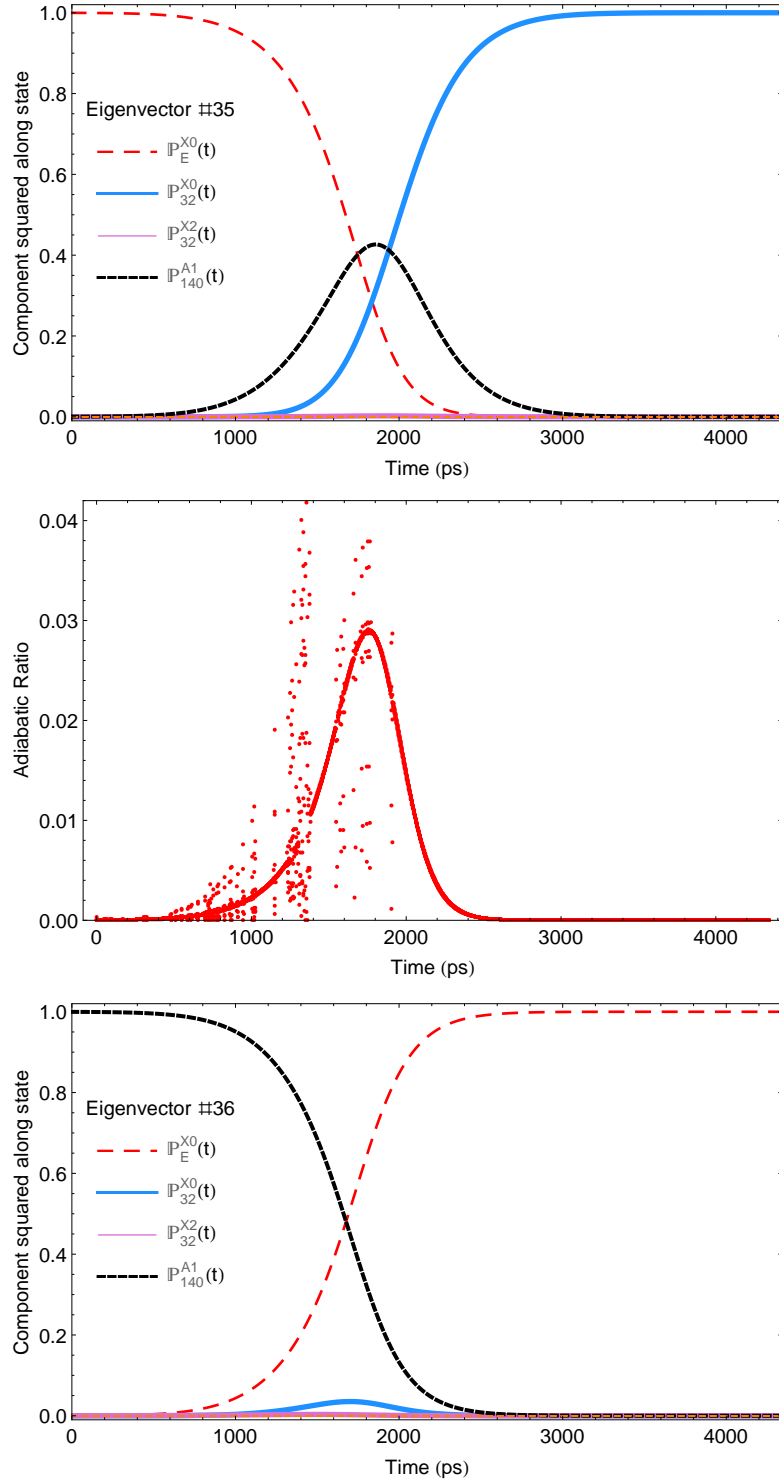 1.0
0.8
0.6
0.4
0.2
0.0
Component squared along state
Eigenvector #35
ℙ_E^X0(t)
ℙ_32^X0(t)
ℙ_32^X2(t)
ℙ_140^A1(t)
0 1000 2000 3000 4000
Time (ps)
0.04
0.03
0.02
0.01
0.00
Adiabatic Ratio
0 1000 2000 3000 4000
Time (ps)
1.0
0.8
0.6
0.4
0.2
0.0
Component squared along state
Eigenvector #36
ℙ_E^X0(t)
ℙ_32^X0(t)
ℙ_32^X2(t)
ℙ_140^A1(t)
0 1000 2000 3000 4000
Time (ps)